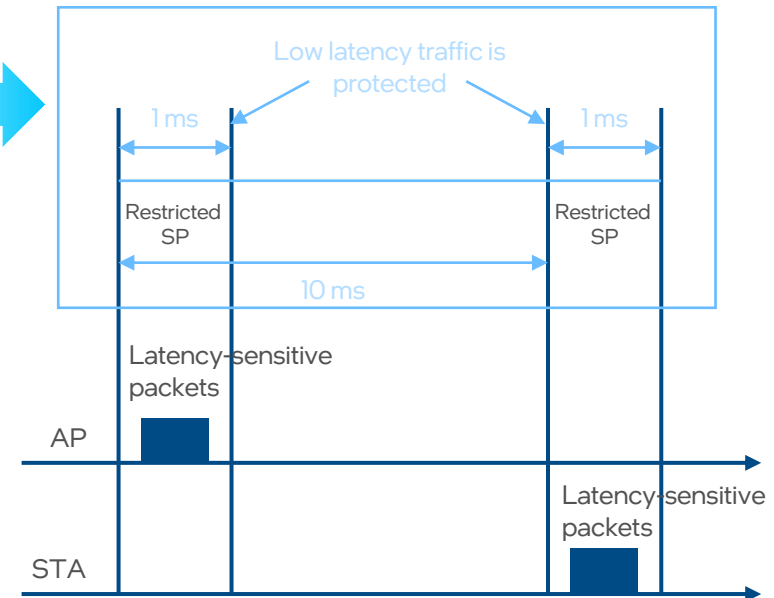 Low latency traffic is
protected
1 ms
1 ms
Restricted
SP
Restricted
SP
10 ms
Latency-sensitive
packets
AP
Latency-sensitive
packets
STA